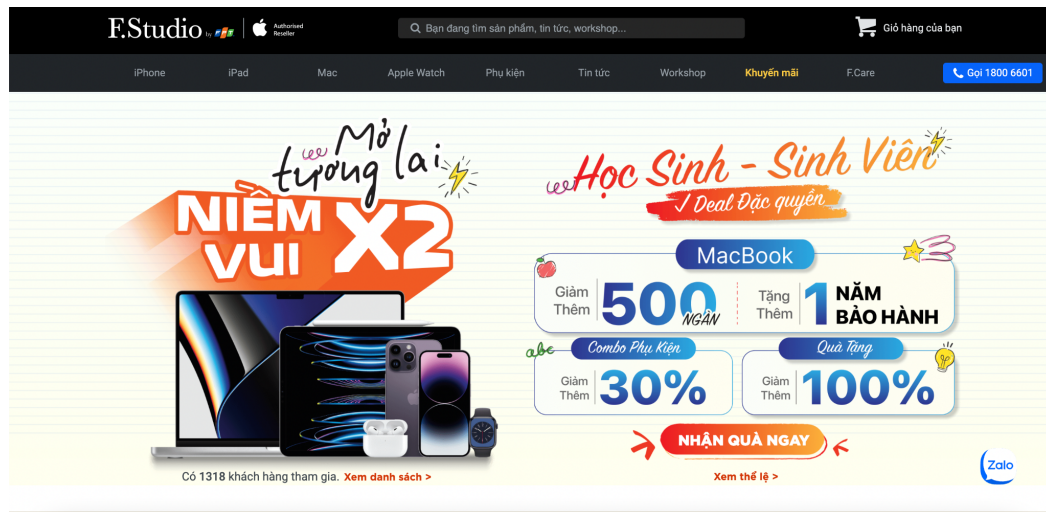 F.Studio by FPT
Authorised
Reseller
Bạn đang tìm sản phẩm, tin tức, workshop...
Giỏ hàng của bạn
iPhone iPad Mac Apple Watch Phụ kiện Tin tức Workshop Khuyến mãi F.Care Gọi 1800 6601
Mở
tương lai
NIỀM
VUI
X2
Có 1318 khách hàng tham gia. Xem danh sách >
Học Sinh - Sinh Viên
Deal Đặc quyền
MacBook
Giảm
Thêm
500
NGÀN
Tặng
Thêm
1
NĂM
BẢO HÀNH
abc
Combo Phụ Kiện
Giảm
Thêm
30%
Quà Tặng
Giảm
Thêm
100%
NHẬN QUÀ NGAY
Xem thể lệ >
Zalo